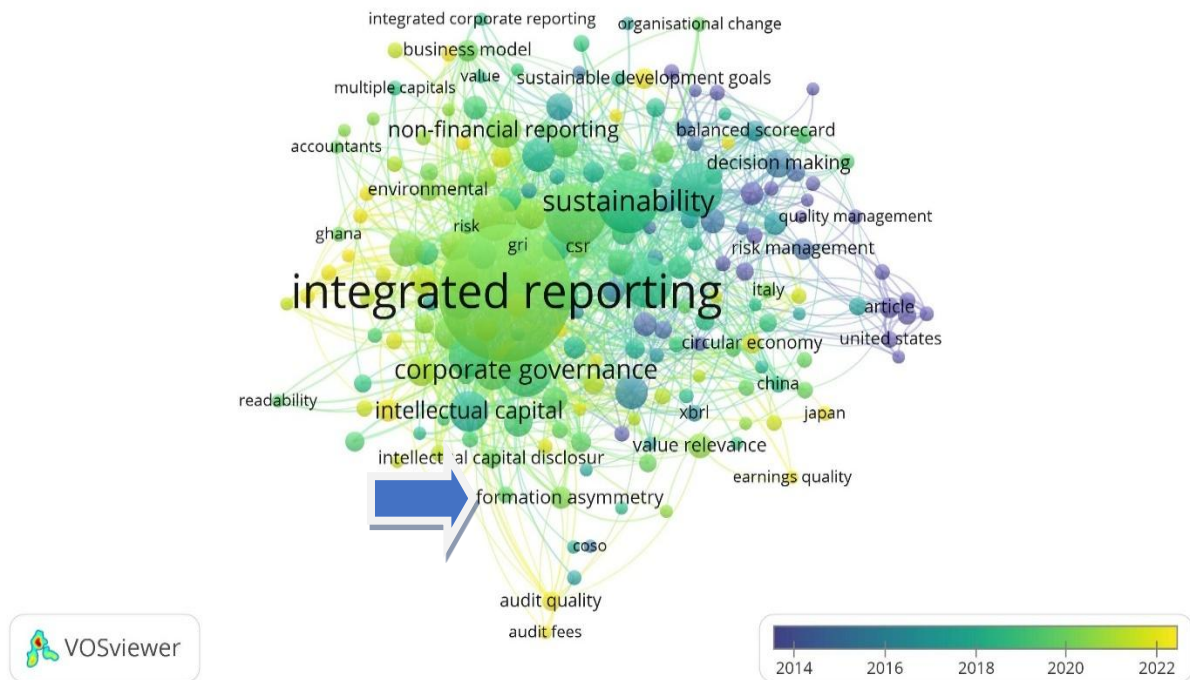 integrated corporate reporting
organisational change
business model
value
sustainable development goals
multiple capitals
non-financial reporting
balanced scorecard
accountants
decision making
environmental
sustainability
ghana
risk
gri
csr
quality management
risk management
integrated reporting
italy
article
united states
circular economy
corporate governance
china
readability
intellectual capital
xbrl
japan
value relevance
intellectual capital disclosur
earnings quality
formation asymmetry
coso
audit quality
audit fees
VOSviewer
2014 2016 2018 2020 2022